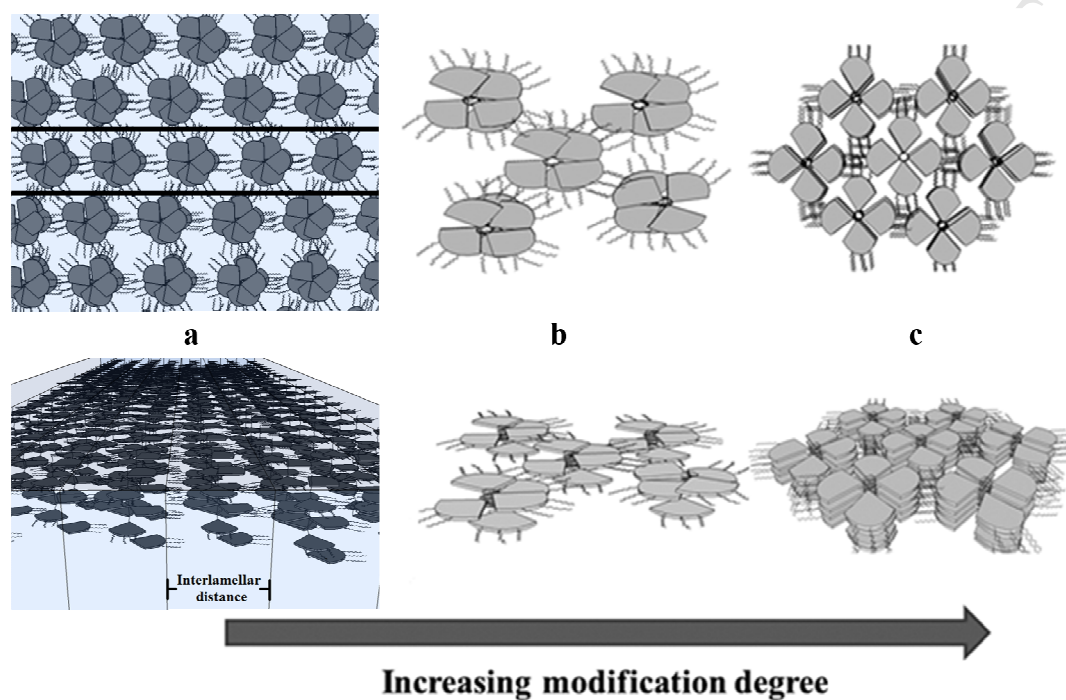 a
b
c
Interlamellar
distance
Increasing modification degree